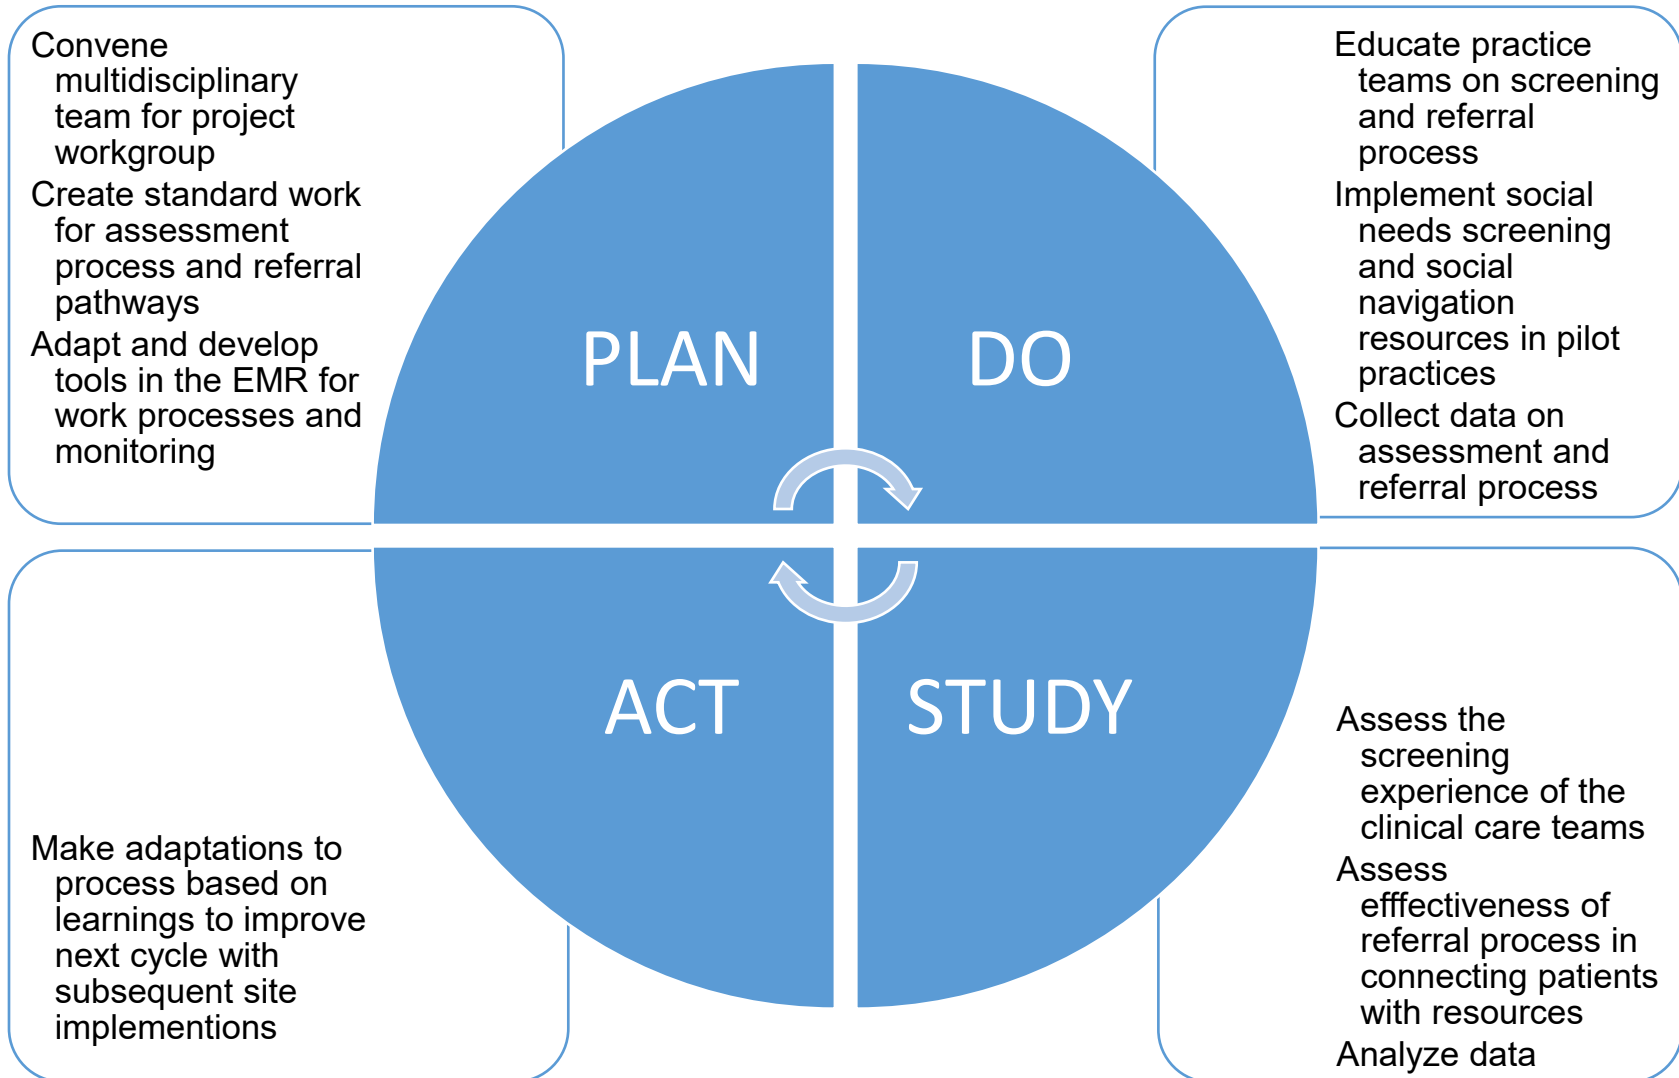 Convene
multidisciplinary
team for project
workgroup
Create standard work
for assessment
process and referral
pathways
Adapt and develop
tools in the EMR for
work processes and
monitoring
PLAN
DO
Educate practice
teams on screening
and referral
process
Implement social
needs screening
and social
navigation
resources in pilot
practices
Collect data on
assessment and
referral process
ACT
STUDY
Make adaptations to
process based on
learnings to improve
next cycle with
subsequent site
implementions
Assess the
screening
experience of the
clinical care teams
Assess
efffectiveness of
referral process in
connecting patients
with resources
Analyze data